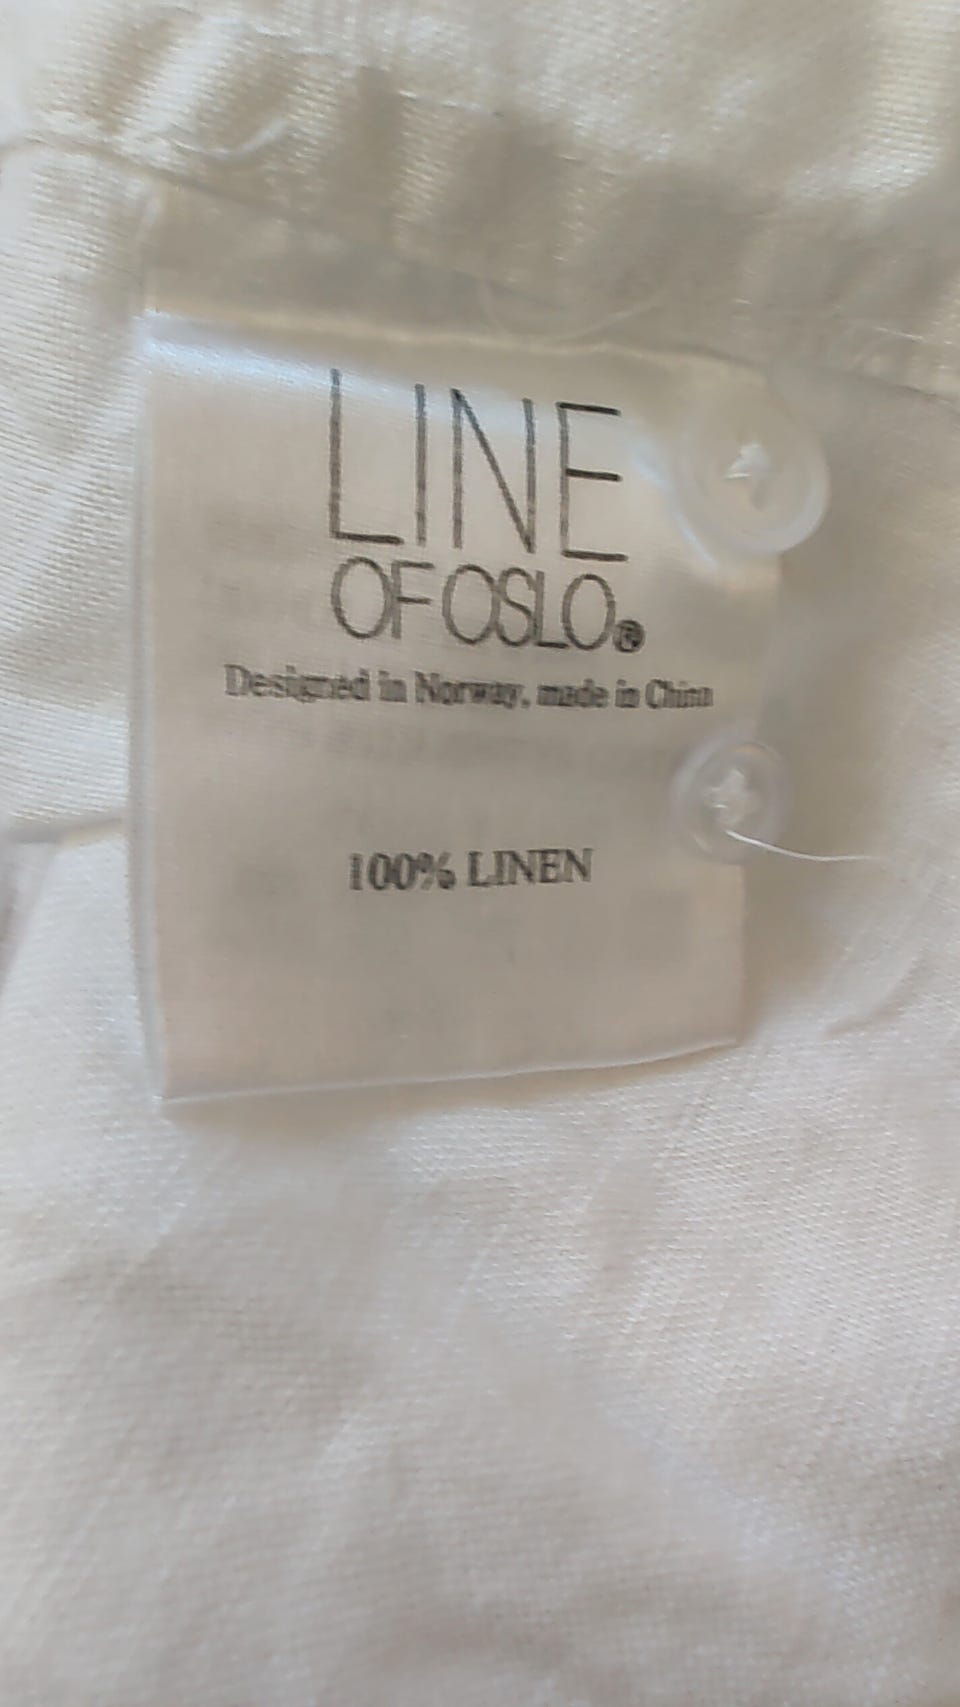 LINE
OF OSLO®
Designed in Norway, made in China
100% LINEN